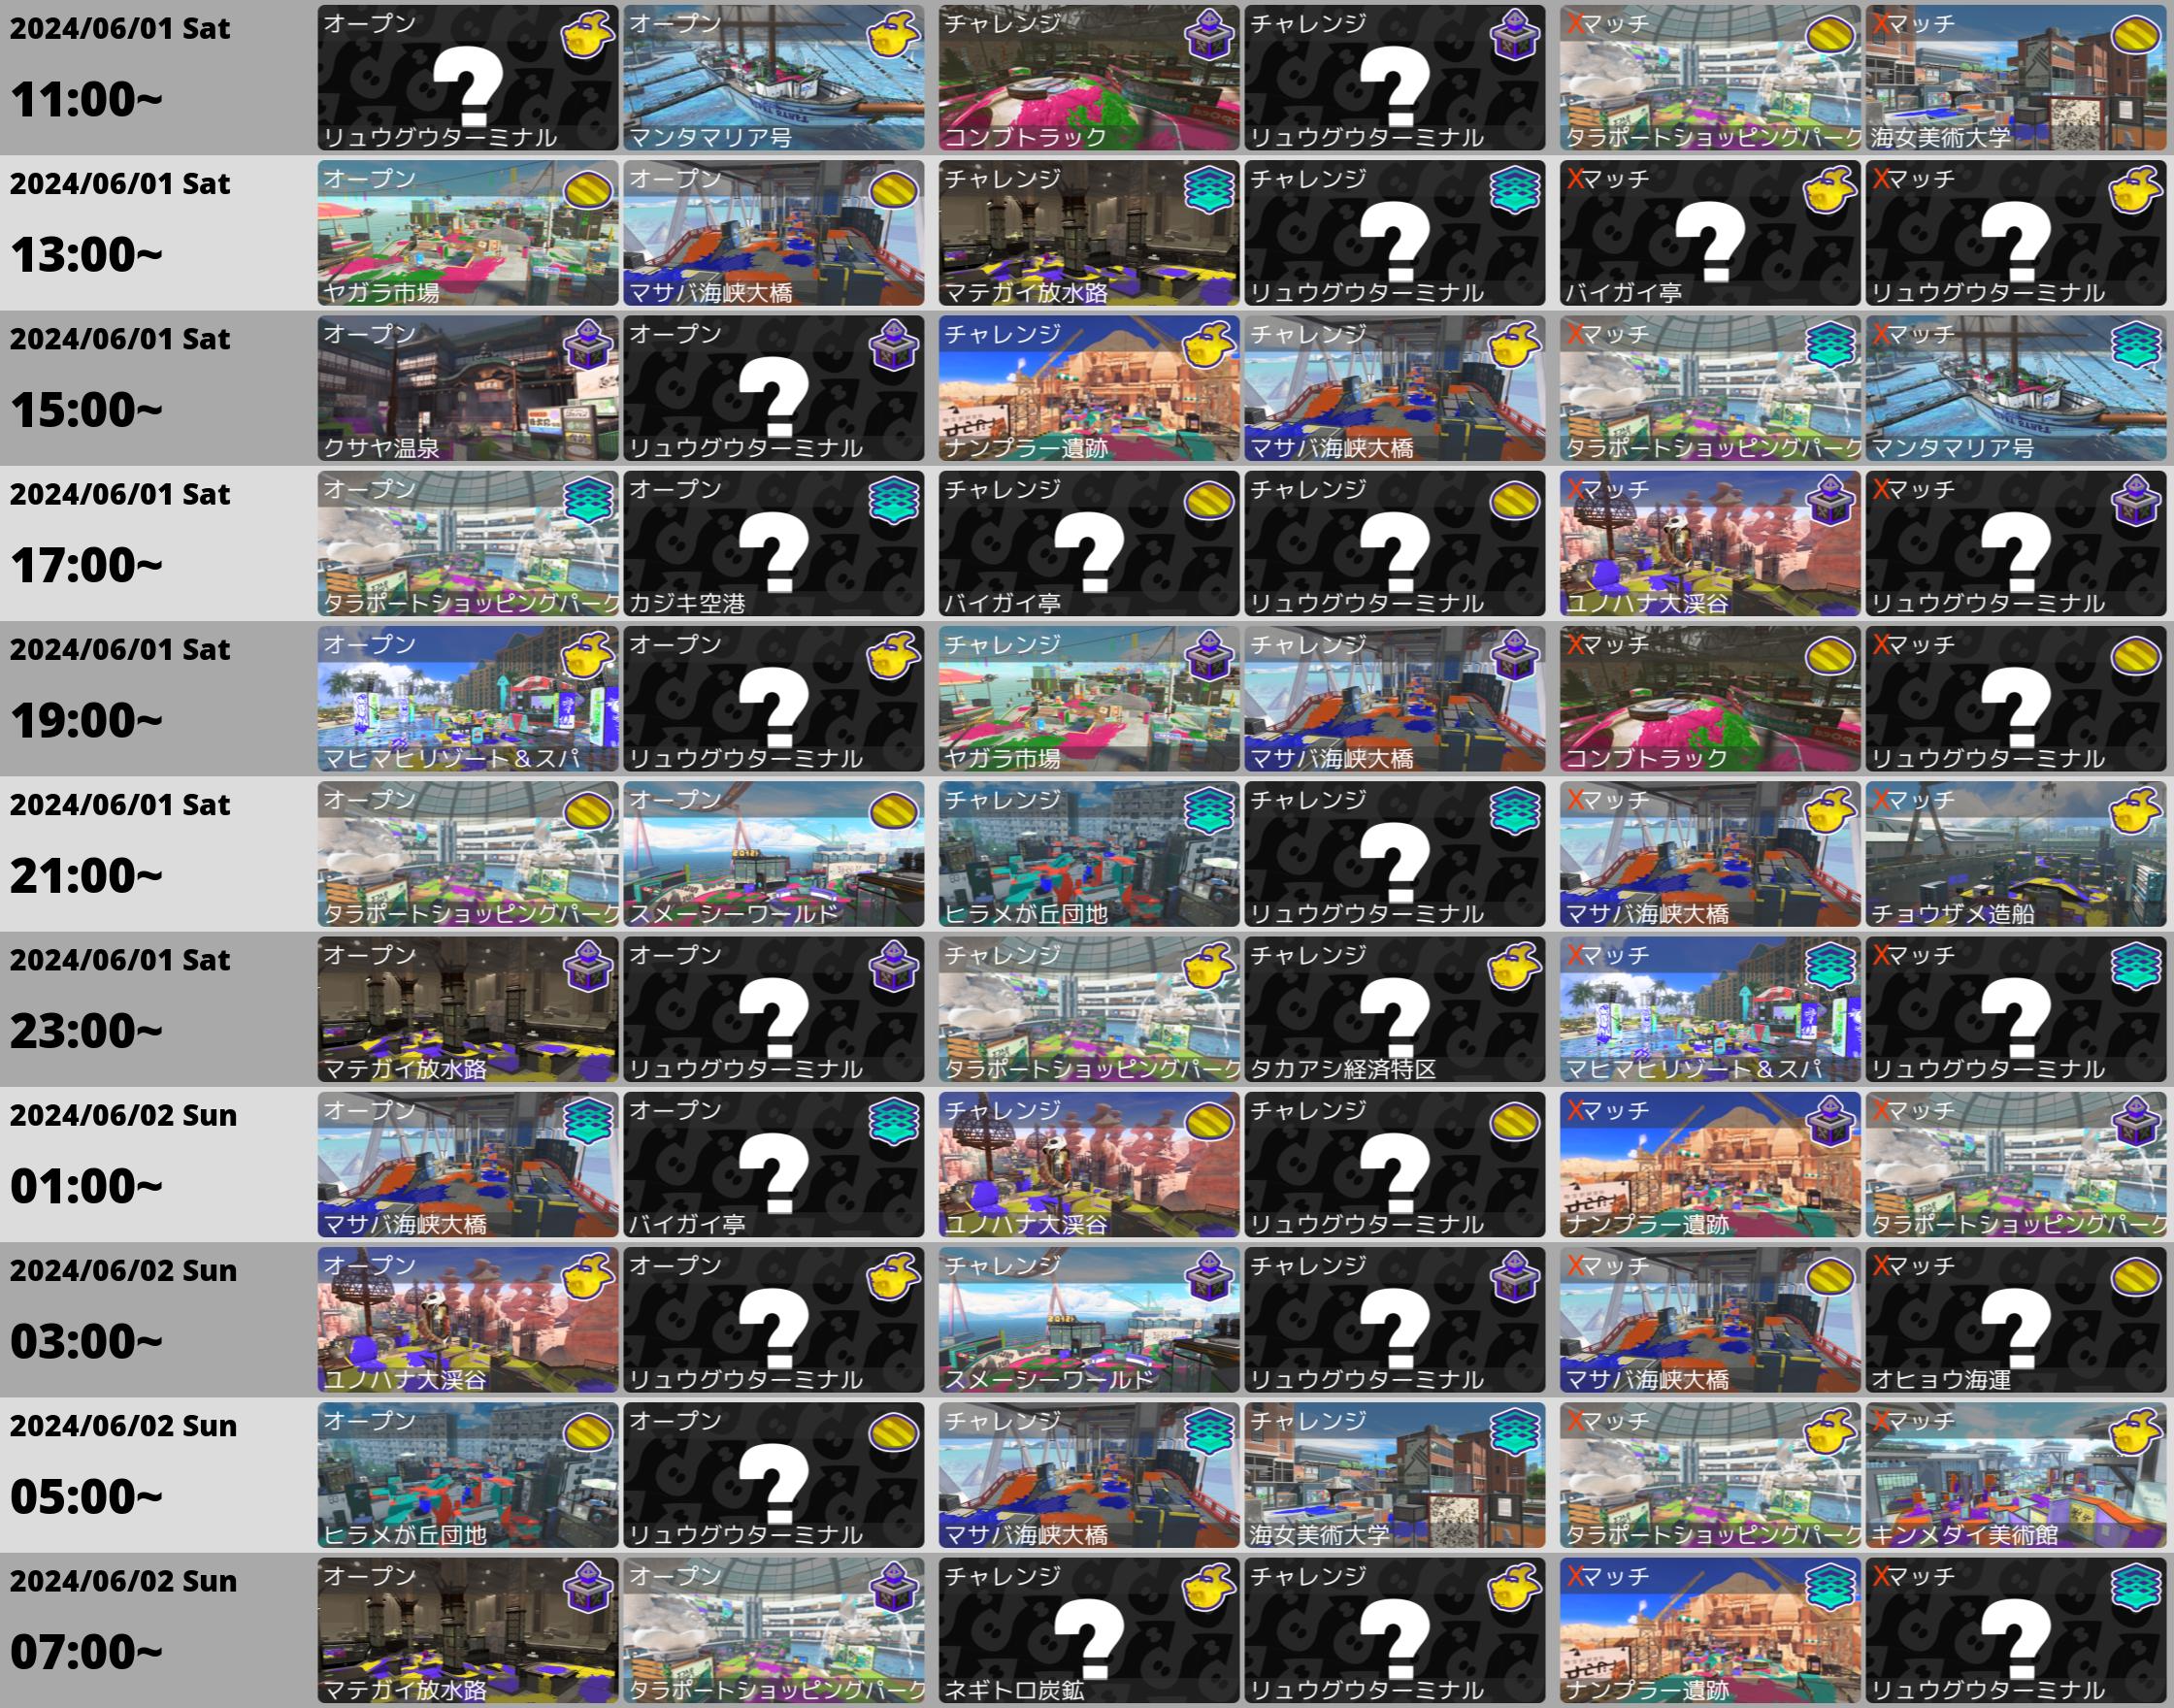 2024/06/01 Sat
11:00~
オープン
リュウグウターミナル
オープン
マンタマリア号
チャレンジ
コンブトラック
チャレンジ
リュウグウターミナル
Xマッチ
タラポートショッピングパーク
Xマッチ
海女美術大学
2024/06/01 Sat
13:00~
オープン
ヤガラ市場
オープン
マサバ海峡大橋
チャレンジ
マテガイ放水路
チャレンジ
リュウグウターミナル
Xマッチ
バイガイ亭
Xマッチ
リュウグウターミナル
2024/06/01 Sat
15:00~
オープン
クサヤ温泉
オープン
リュウグウターミナル
チャレンジ
ナンプラー遺跡
チャレンジ
マサバ海峡大橋
Xマッチ
タラポートショッピングパーク
Xマッチ
マンタマリア号
2024/06/01 Sat
17:00~
オープン
タラポートショッピングパーク
オープン
カジキ空港
チャレンジ
バイガイ亭
チャレンジ
リュウグウターミナル
Xマッチ
ユノハナ大渓谷
Xマッチ
リュウグウターミナル
2024/06/01 Sat
19:00~
オープン
マヒマヒリゾート&スパ
オープン
リュウグウターミナル
チャレンジ
ヤガラ市場
チャレンジ
マサバ海峡大橋
Xマッチ
コンブトラック
Xマッチ
リュウグウターミナル
2024/06/01 Sat
21:00~
オープン
タラポートショッピングパーク
オープン
スメーシーワールド
チャレンジ
ヒラメが丘団地
チャレンジ
リュウグウターミナル
Xマッチ
マサバ海峡大橋
Xマッチ
チョウザメ造船
2024/06/01 Sat
23:00~
オープン
マテガイ放水路
オープン
リュウグウターミナル
チャレンジ
タラポートショッピングパーク
チャレンジ
タカアシ経済特区
Xマッチ
マヒマヒリゾート&スパ
Xマッチ
リュウグウターミナル
2024/06/02 Sun
01:00~
オープン
マサバ海峡大橋
オープン
バイガイ亭
チャレンジ
ユノハナ大渓谷
チャレンジ
リュウグウターミナル
Xマッチ
ナンプラー遺跡
Xマッチ
タラポートショッピングパーク
2024/06/02 Sun
03:00~
オープン
ユノハナ大渓谷
オープン
リュウグウターミナル
チャレンジ
スメーシーワールド
チャレンジ
リュウグウターミナル
Xマッチ
マサバ海峡大橋
Xマッチ
オヒョウ海運
2024/06/02 Sun
05:00~
オープン
ヒラメが丘団地
オープン
リュウグウターミナル
チャレンジ
マサバ海峡大橋
チャレンジ
海女美術大学
Xマッチ
タラポートショッピングパーク
Xマッチ
キンメダイ美術館
2024/06/02 Sun
07:00~
オープン
マテガイ放水路
オープン
タラポートショッピングパーク
チャレンジ
ネギトロ炭鉱
チャレンジ
リュウグウターミナル
Xマッチ
ナンプラー遺跡
Xマッチ
リュウグウターミナル